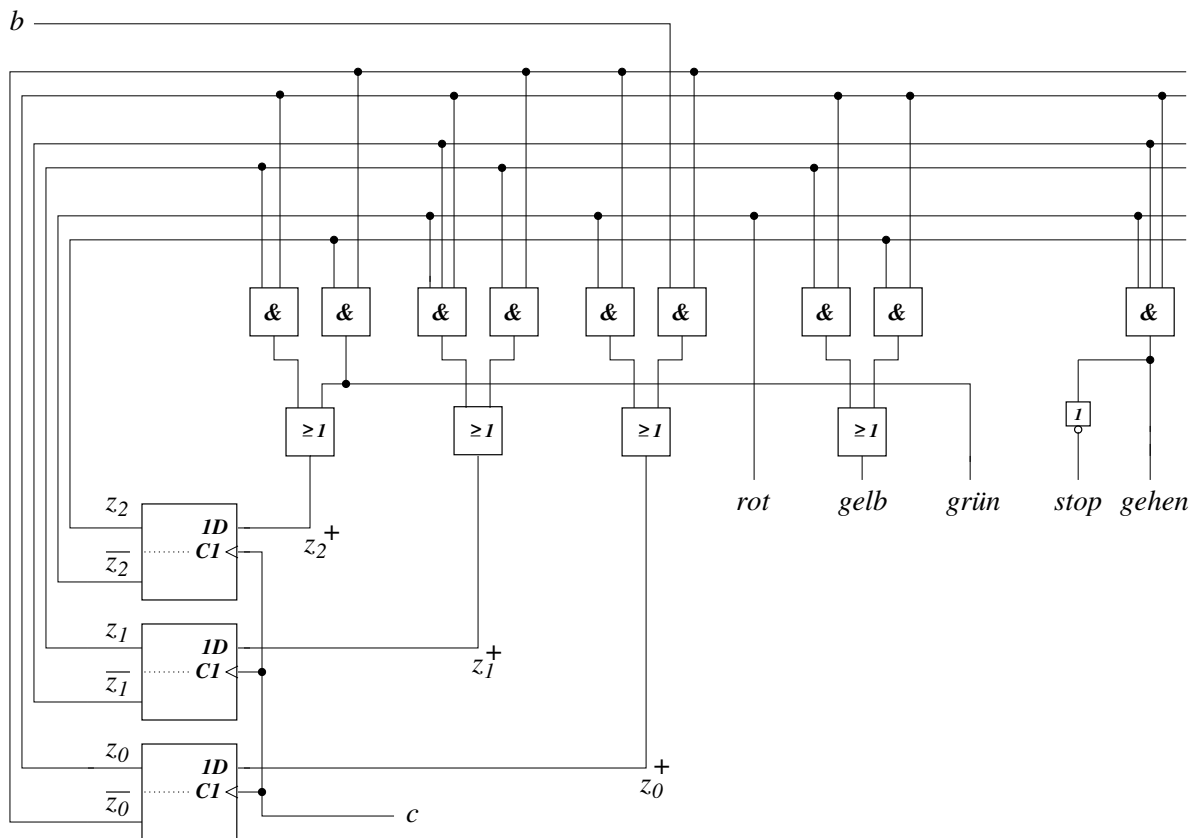 b
& & & & & & & & &
≥1 ≥1 ≥1 ≥1 1
rot gelb grün stop gehen
z₂ 1D z₂⁺
z̅₂ C1
z₁ 1D z₁⁺
z̅₁ C1
z₀ 1D z₀⁺
z̅₀ C1
c